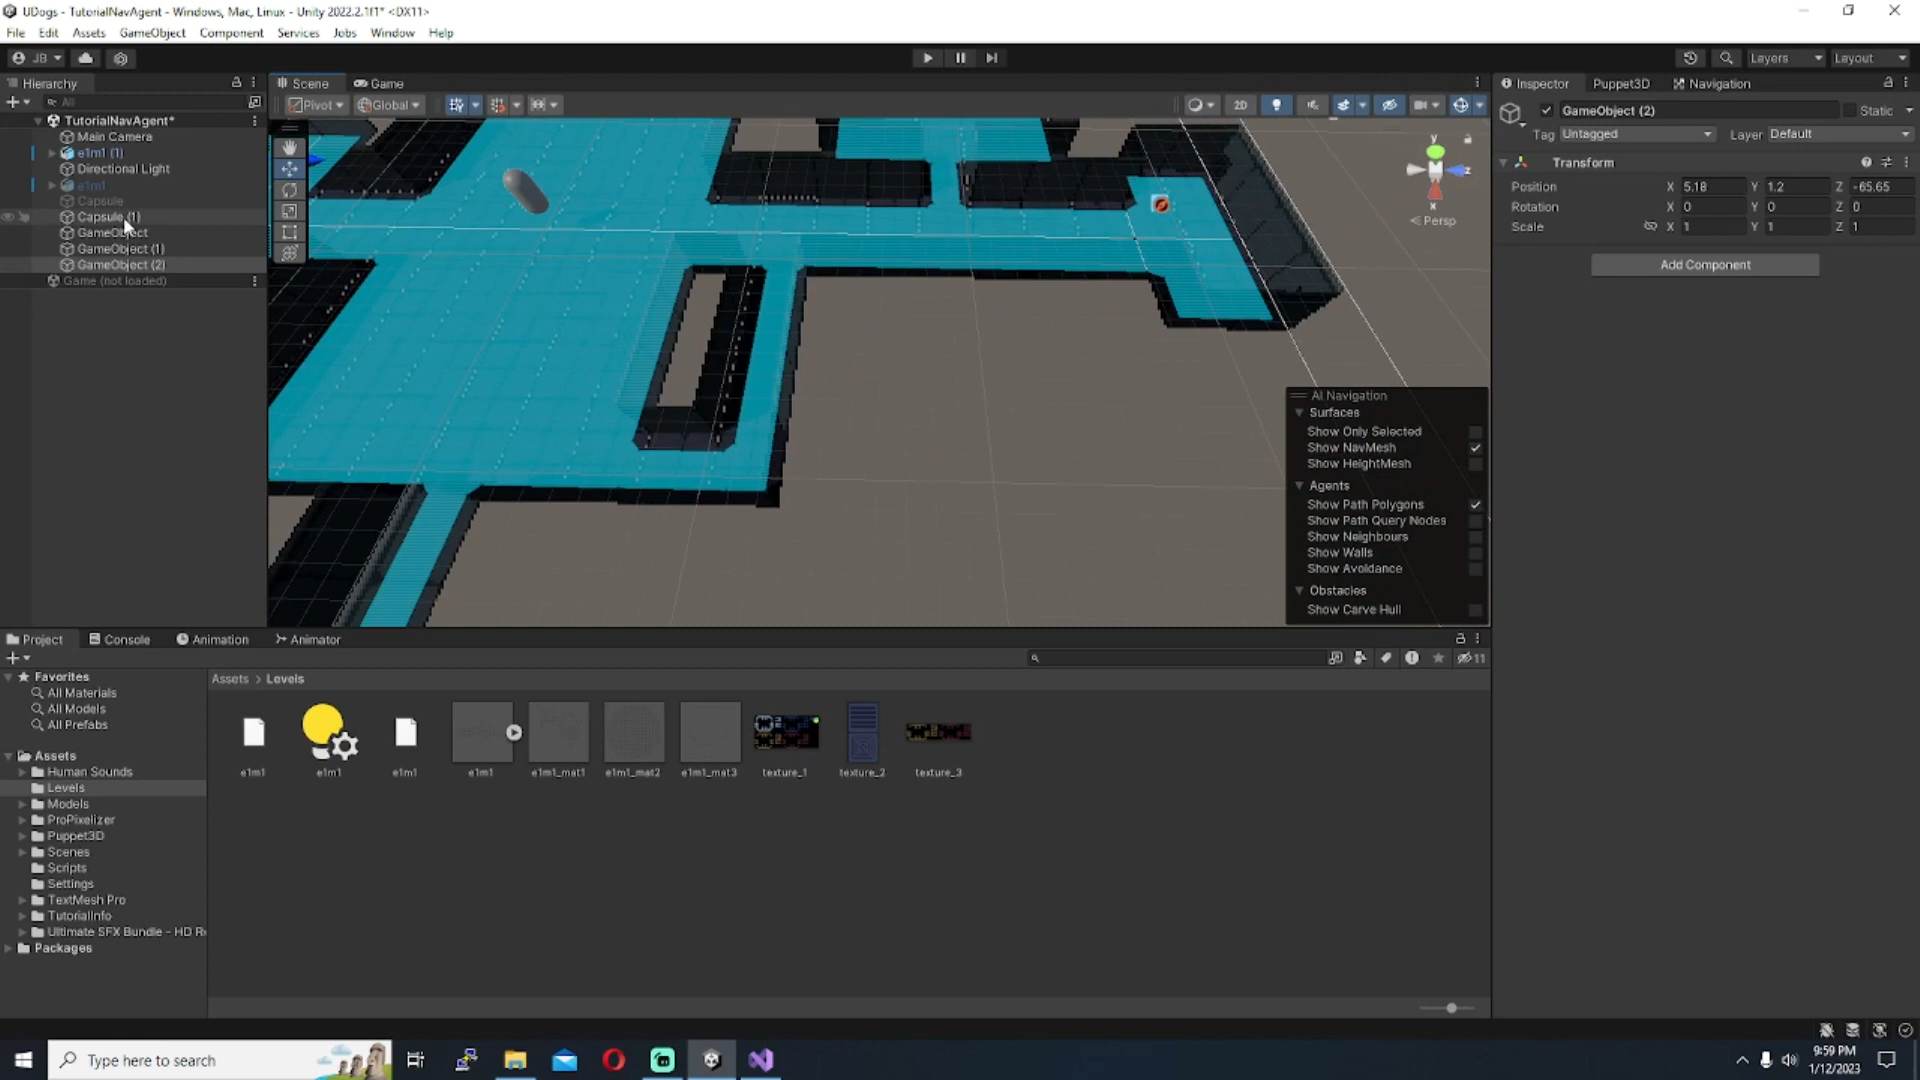 UDogs - TutorialNavAgent - Windows, Mac, Linux - Unity 2022.2.1f1* <DX11>
File Edit Assets GameObject Component Services Jobs Window Help
JB Layers Layout
Hierarchy Scene Game Inspector Puppet3D Navigation
All Pivot Global 2D GameObject (2) Static
Tag Untagged Layer Default
TutorialNavAgent*
Main Camera
e1m1 (1)
Directional Light
e1m1
Capsule
Capsule (1)
GameObject
GameObject (1)
GameObject (2)
Game (not loaded)
y
x
< Persp
Transform
Position X 5.18 Y 1.2 Z -65.65
Rotation X 0 Y 0 Z 0
Scale X 1 Y 1 Z 1
Add Component
AI Navigation
Surfaces
Show Only Selected
Show NavMesh
Show HeightMesh
Agents
Show Path Polygons
Show Path Query Nodes
Show Neighbours
Show Walls
Show Avoidance
Obstacles
Show Carve Hull
Project Console Animation Animator
11
Favorites
All Materials
All Models
All Prefabs
Assets
Human Sounds
Levels
Models
ProPixelizer
Puppet3D
Scenes
Scripts
Settings
TextMesh Pro
TutorialInfo
Ultimate SFX Bundle - HD Re
Packages
Assets > Levels
e1m1 e1m1 e1m1 e1m1 e1m1_mat1 e1m1_mat2 e1m1_mat3 texture_1 texture_2 texture_3
Type here to search
9:59 PM
1/12/2023